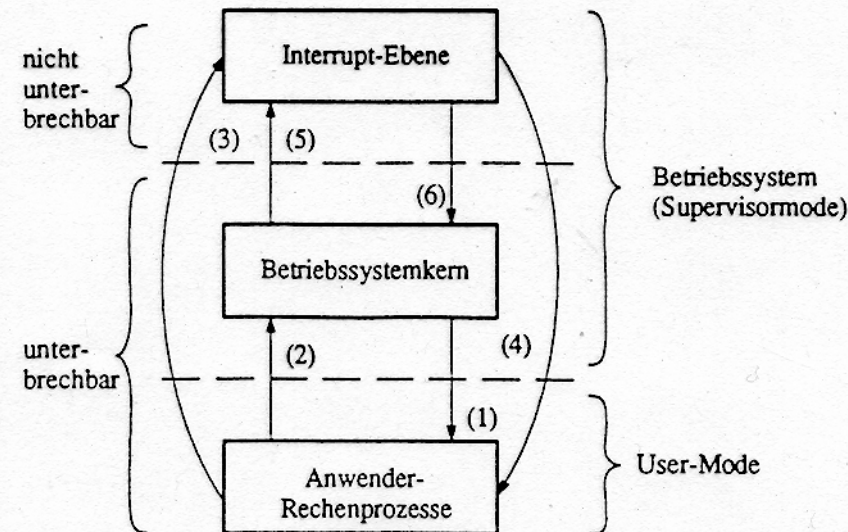 Interrupt-Ebene
nicht
unter-
brechbar
(3)
(5)
(6)
Betriebssystem
(Supervisormode)
Betriebssystemkern
unter-
brechbar
(2)
(4)
(1)
Anwender-
Rechenprozesse
User-Mode